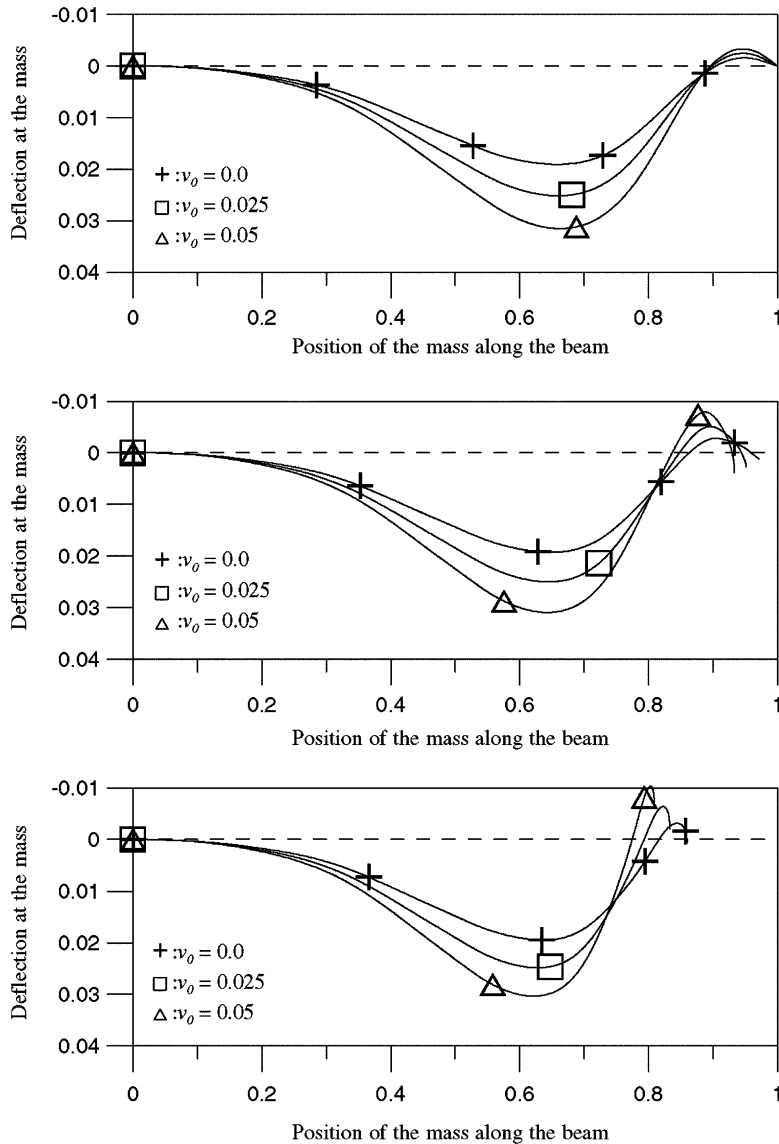 -0.01
0
0.01
0.02
0.03
0.04
Deflection at the mass
+ :v₀ = 0.0
□ :v₀ = 0.025
△ :v₀ = 0.05
0 0.2 0.4 0.6 0.8 1
Position of the mass along the beam
-0.01
0
0.01
0.02
0.03
0.04
Deflection at the mass
+ :v₀ = 0.0
□ :v₀ = 0.025
△ :v₀ = 0.05
0 0.2 0.4 0.6 0.8 1
Position of the mass along the beam
-0.01
0
0.01
0.02
0.03
0.04
Deflection at the mass
+ :v₀ = 0.0
□ :v₀ = 0.025
△ :v₀ = 0.05
0 0.2 0.4 0.6 0.8 1
Position of the mass along the beam